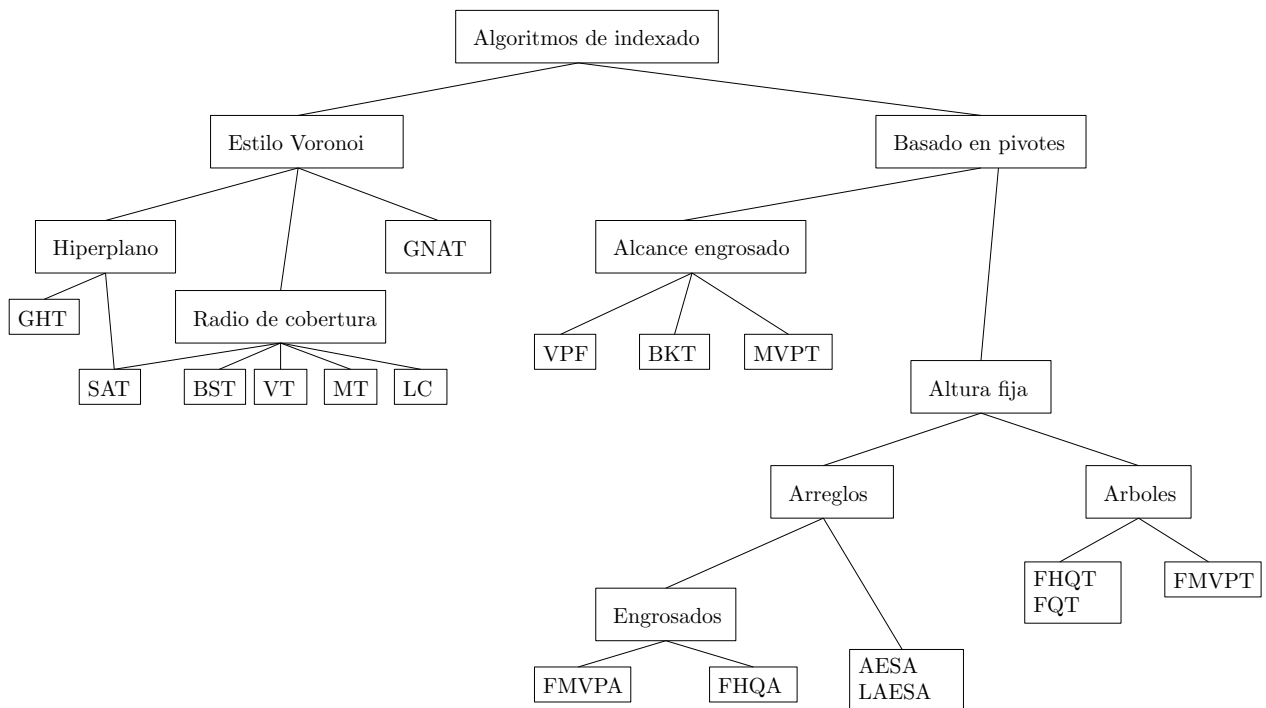 Algoritmos de indexado
Estilo Voronoi
Basado en pivotes
Hiperplano
GNAT
Alcance engrosado
GHT
Radio de cobertura
VPF
BKT
MVPT
SAT
BST
VT
MT
LC
Altura fija
Arreglos
Arboles
FHQT
FQT
FMVPT
Engrosados
AESA
LAESA
FMVPA
FHQA